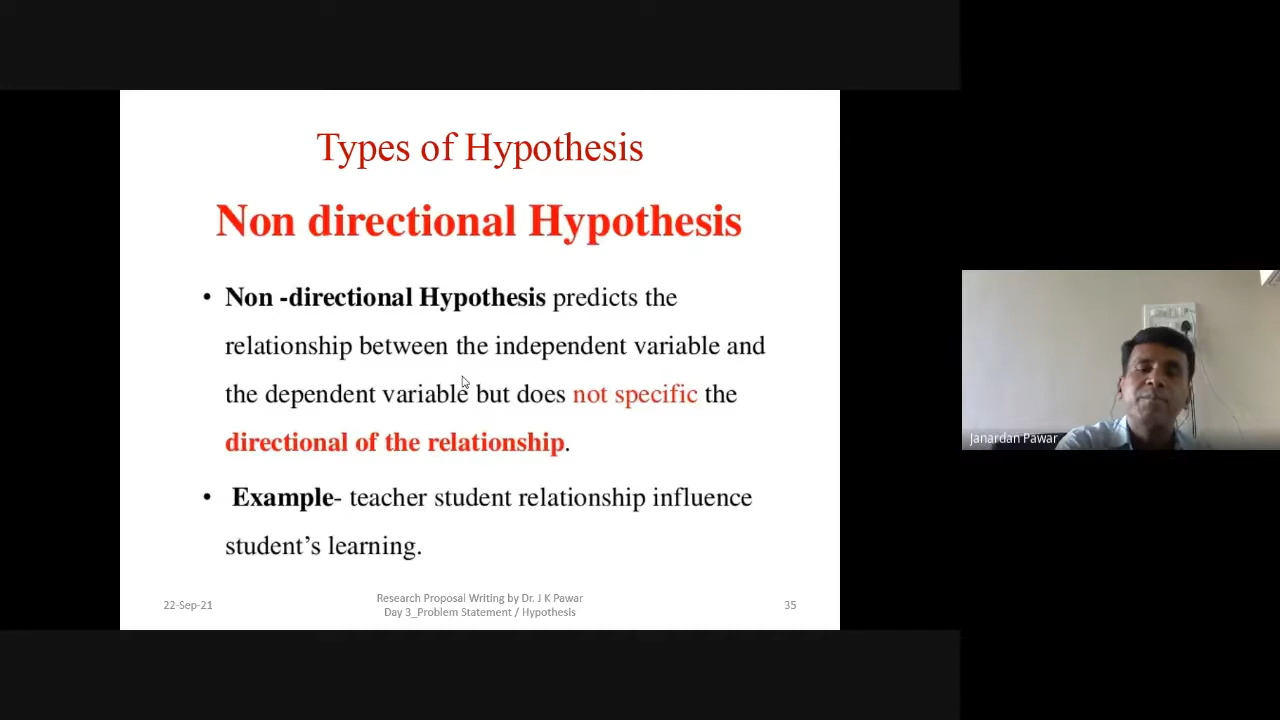 Types of Hypothesis
Non directional Hypothesis
• Non -directional Hypothesis predicts the
relationship between the independent variable and
the dependent variable but does not specific the
directional of the relationship.
• Example- teacher student relationship influence
student's learning.
22-Sep-21
Research Proposal Writing by Dr. J K Pawar
Day 3_Problem Statement / Hypothesis
35
Janardan Pawar